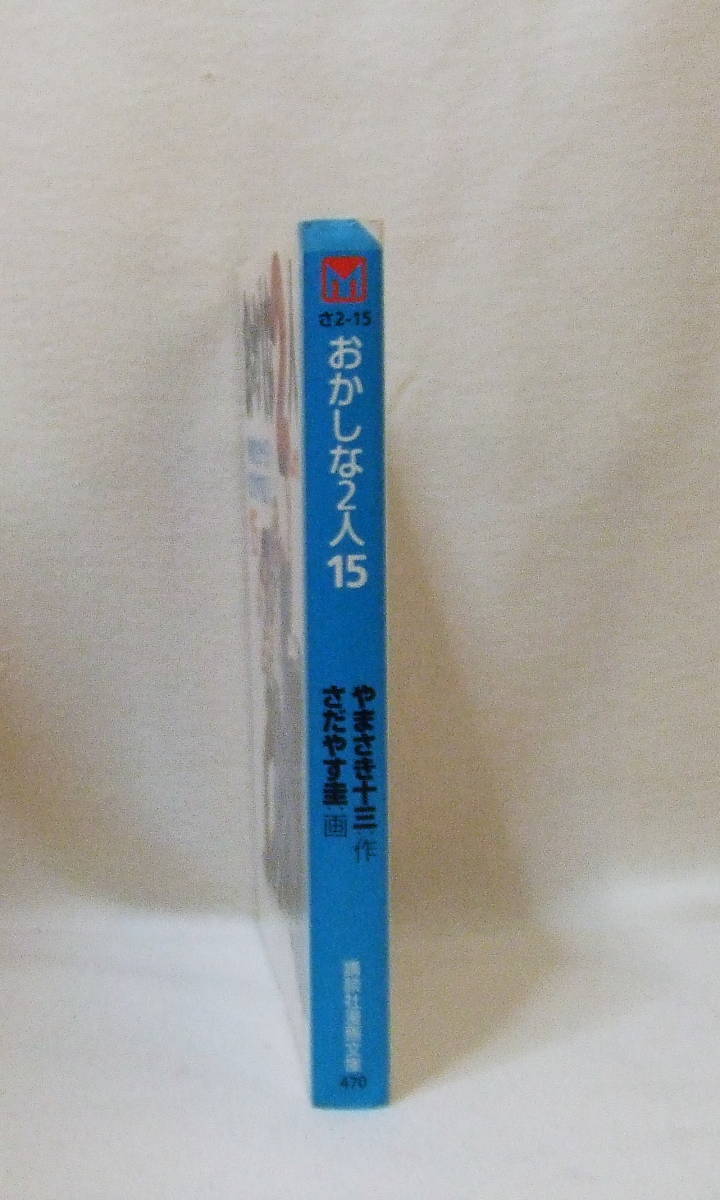 さ2-15
おかしな2人 15
やまさき十三 作
さだやす圭 画
講談社漫画文庫
470